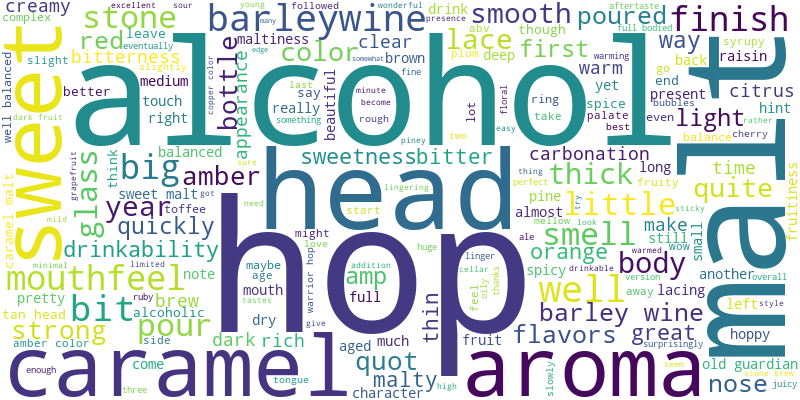 creamy
excellent
sour
young
many
followed
wonderful
aftertaste
complex
stone
barleywine
smooth
poured
finish
drink
though
presence
full bodied
red
leave
eventually
maltiness
edge
lace
first
abv
slight
bitterness
slightly
color
clear
brown
somewhat
plum
deep
warming
way
back
syrupy
raisin
well balanced
better
medium
bottle
appearance
copper color
say
last
fine
warm
yet
go
end
touch
really
beautiful
minute
ring
spice
present
citrus
dark fruit
right
something
become
rough
floral
lot
take
palate
best
light
even
bubbles
hint
rather
sweet
alcohol
malt
piney
two
easy
balance
cherry
glass
think
balanced
sweetnessbitter
carbonation
long
grapefruit
big
sure
lingering
thing
thick
time
fruity
fruitiness
caramel malt
amber
head
perfect
quite
sweet malt
got
need
pine
little
try
sticky
mild
year
toffee
start
mellow
look
almost
smell
make
small
quickly
might
love
huge
ale
still
wow
drinkability
hop
linger
warmed
orange
another
overall
mouthfeel
note
maybe
age
warrior hop
addition
amp
cellar
drinkable
spicy
body
version
away
lacing
minimal
limited
pretty
brew
ruby
mouth
tastes
full
feel
oily
thanks
well
left
style
tan head
bit
alcoholic
give
thin
barley wine
hoppy
strong
pour
side
dry
flavors
great
surprisingly
amber color
dark
rich
aged
much
fruit
old guardian
come
quot
malty
enough
caramel
tongue
character
high
aroma
slowly
seem
nose
stone brew
three
juicy